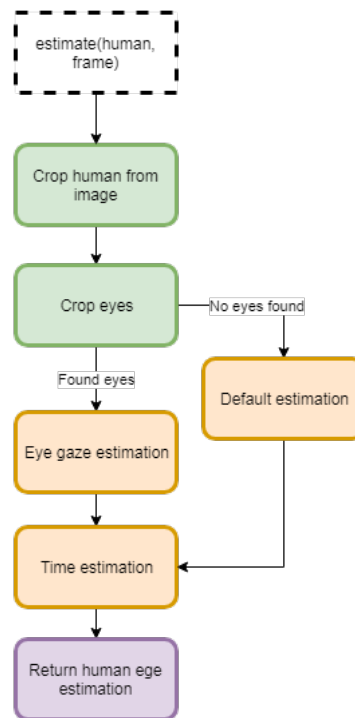 estimate(human,
frame)
Crop human from
image
Crop eyes
No eyes found
Found eyes
Default estimation
Eye gaze estimation
Time estimation
Return human ege
estimation